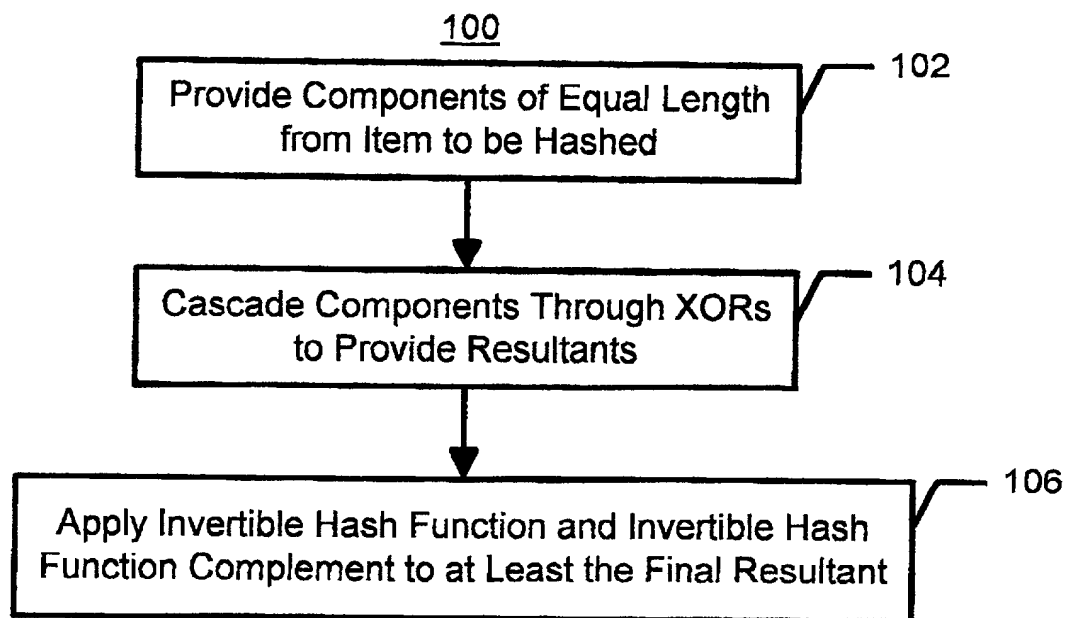 100
102
Provide Components of Equal Length
from Item to be Hashed
104
Cascade Components Through XORs
to Provide Resultants
106
Apply Invertible Hash Function and Invertible Hash
Function Complement to at Least the Final Resultant